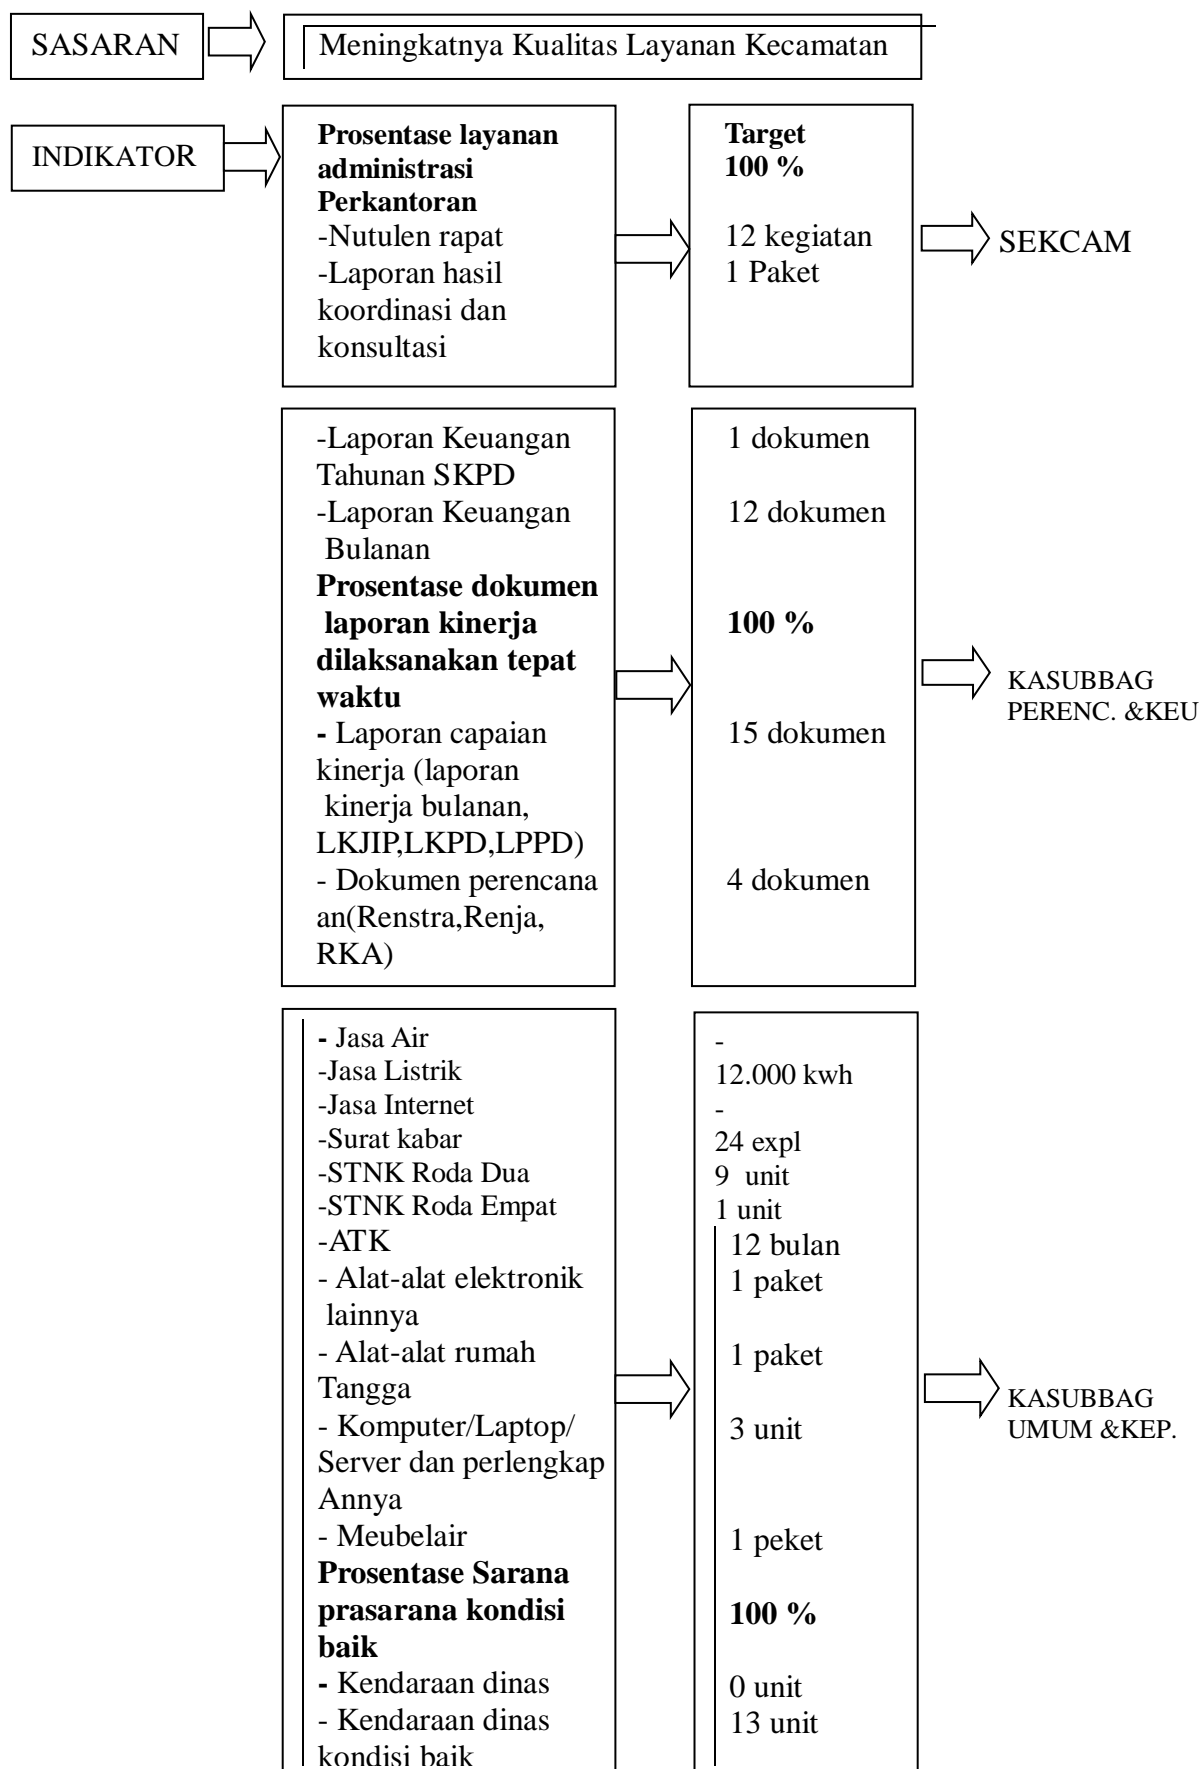 SASARAN
Meningkatnya Kualitas Layanan Kecamatan
INDIKATOR
Prosentase layanan
administrasi
Perkantoran
-Nutulen rapat
-Laporan hasil
koordinasi dan
konsultasi
Target
100 %
12 kegiatan
1 Paket
SEKCAM
-Laporan Keuangan
Tahunan SKPD
-Laporan Keuangan
Bulanan
Prosentase dokumen
laporan kinerja
dilaksanakan tepat
waktu
- Laporan capaian
kinerja (laporan
kinerja bulanan,
LKJIP,LKPD,LPPD)
- Dokumen perencana
an(Renstra,Renja,
RKA)
1 dokumen
12 dokumen
100 %
15 dokumen
4 dokumen
KASUBBAG
PERENC. &KEU
- Jasa Air
-Jasa Listrik
-Jasa Internet
-Surat kabar
-STNK Roda Dua
-STNK Roda Empat
-ATK
- Alat-alat elektronik
lainnya
- Alat-alat rumah
Tangga
- Komputer/Laptop/
Server dan perlengkap
Annya
- Meubelair
Prosentase Sarana
prasarana kondisi
baik
- Kendaraan dinas
- Kendaraan dinas
kondisi baik
-
12.000 kwh
-
24 expl
9 unit
1 unit
12 bulan
1 paket
1 paket
3 unit
1 peket
100 %
0 unit
13 unit
KASUBBAG
UMUM &KEP.